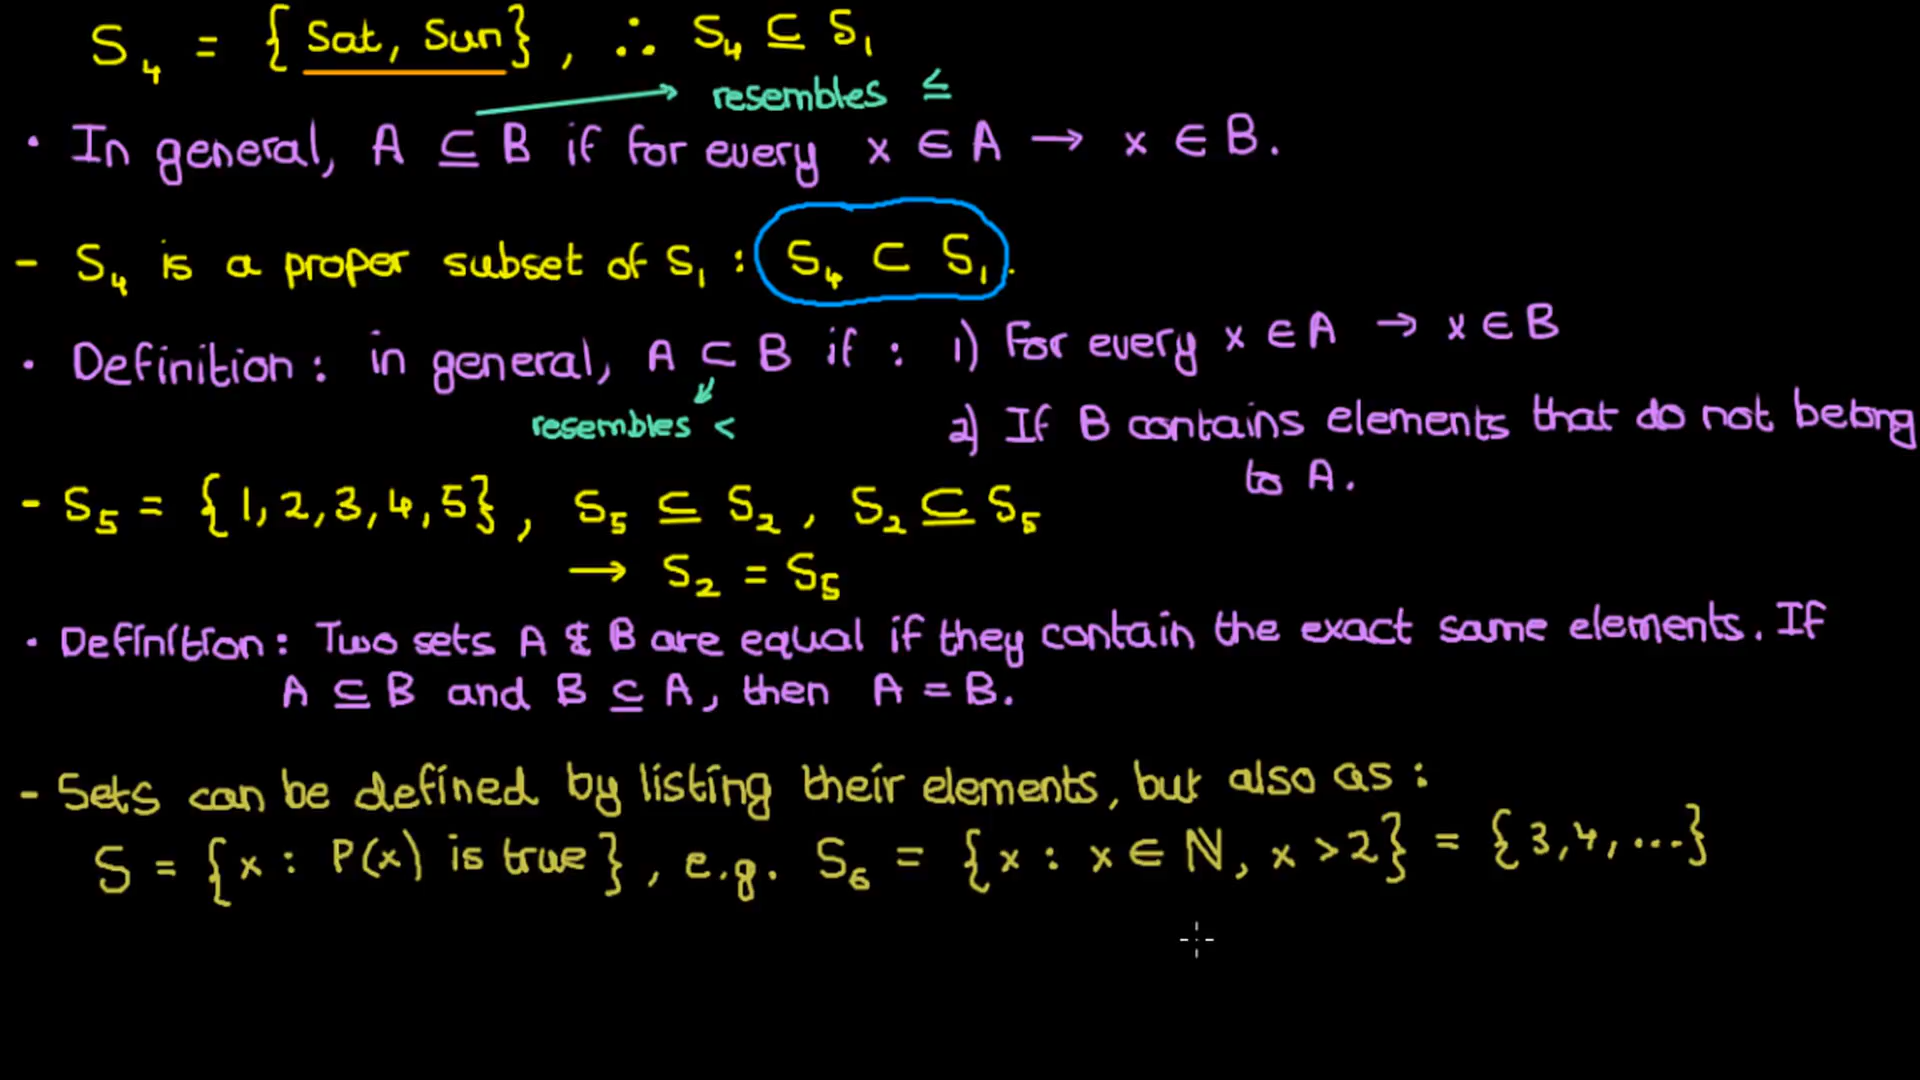 S₄ = {Sat, Sun}, ∴ S₄ ⊆ S₁
resembles ≤
• In general, A ⊆ B if for every x ∈ A → x ∈ B.
- S₄ is a proper subset of S₁ : S₄ ⊂ S₁.
• Definition : in general, A ⊂ B if : 1) For every x ∈ A → x ∈ B
resembles <
2) If B contains elements that do not belong
to A.
- S₅ = {1,2,3,4,5}, S₅ ⊆ S₂, S₂ ⊆ S₅
→ S₂ = S₅
• Definition : Two sets A & B are equal if they contain the exact same elements. If
A ⊆ B and B ⊆ A, then A = B.
- Sets can be defined by listing their elements, but also as :
S = {x : P(x) is true}, e.g. S₆ = {x : x ∈ ℕ, x > 2} = {3,4,...}